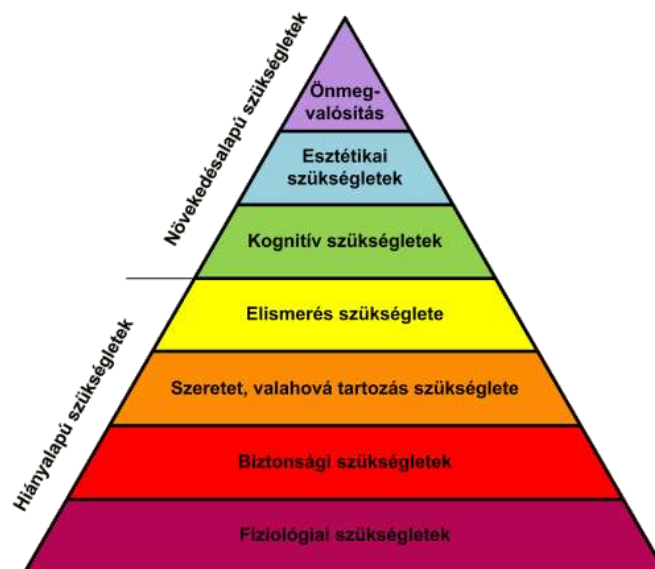 Növekedésalapú szükségletek
Önmeg-
valósítás
Esztétikai
szükségletek
Kognitív szükségletek
Hiányalapú szükségletek
Elismerés szükséglete
Szeretet, valahová tartozás szükséglete
Biztonsági szükségletek
Fiziológiai szükségletek